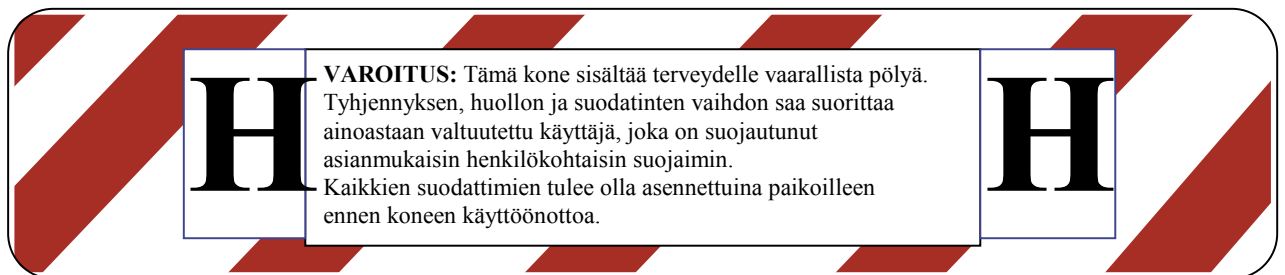 H
VAROITUS: Tämä kone sisältää terveydelle vaarallista pölyä.
Tyhjennyksen, huollon ja suodatinten vaihdon saa suorittaa
ainoastaan valtuutettu käyttäjä, joka on suojautunut
asianmukaisin henkilökohtaisin suojaimin.
Kaikkien suodattimien tulee olla asennettuina paikoilleen
ennen koneen käyttöönottoa.
H